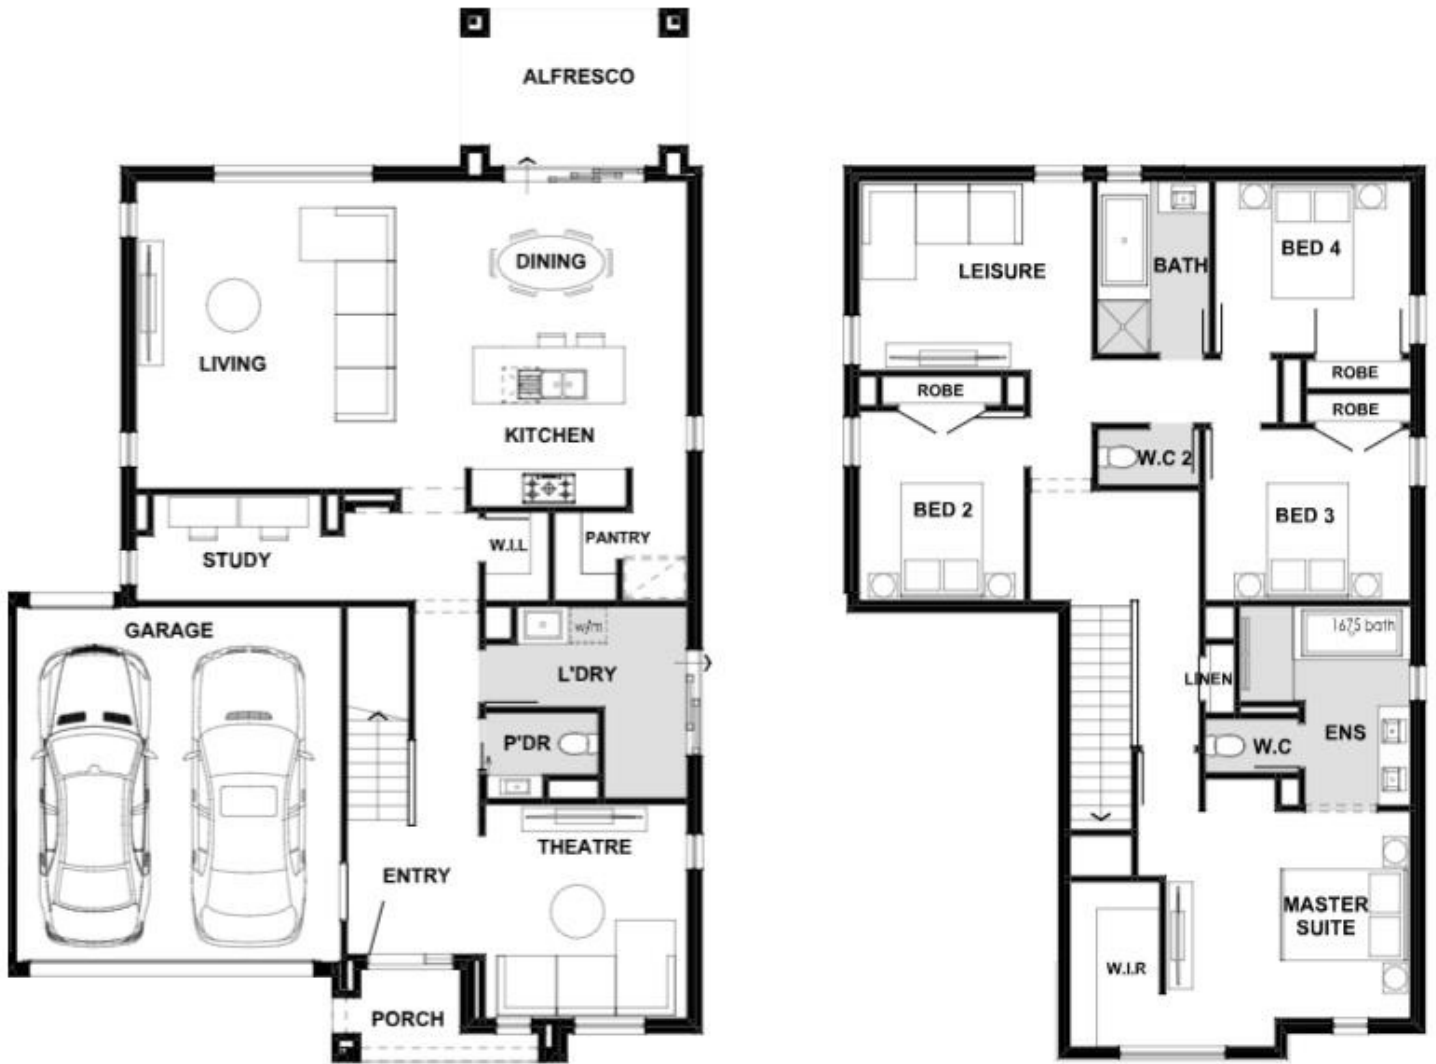 ALFRESCO
DINING
LIVING
KITCHEN
STUDY
W.I.L
PANTRY
GARAGE
w/m
L'DRY
P'DR
THEATRE
ENTRY
PORCH
LEISURE
BATH
BED 4
ROBE
ROBE
ROBE
W.C 2
BED 2
BED 3
1675 bath
LINEN
W.C
ENS
MASTER
SUITE
W.I.R